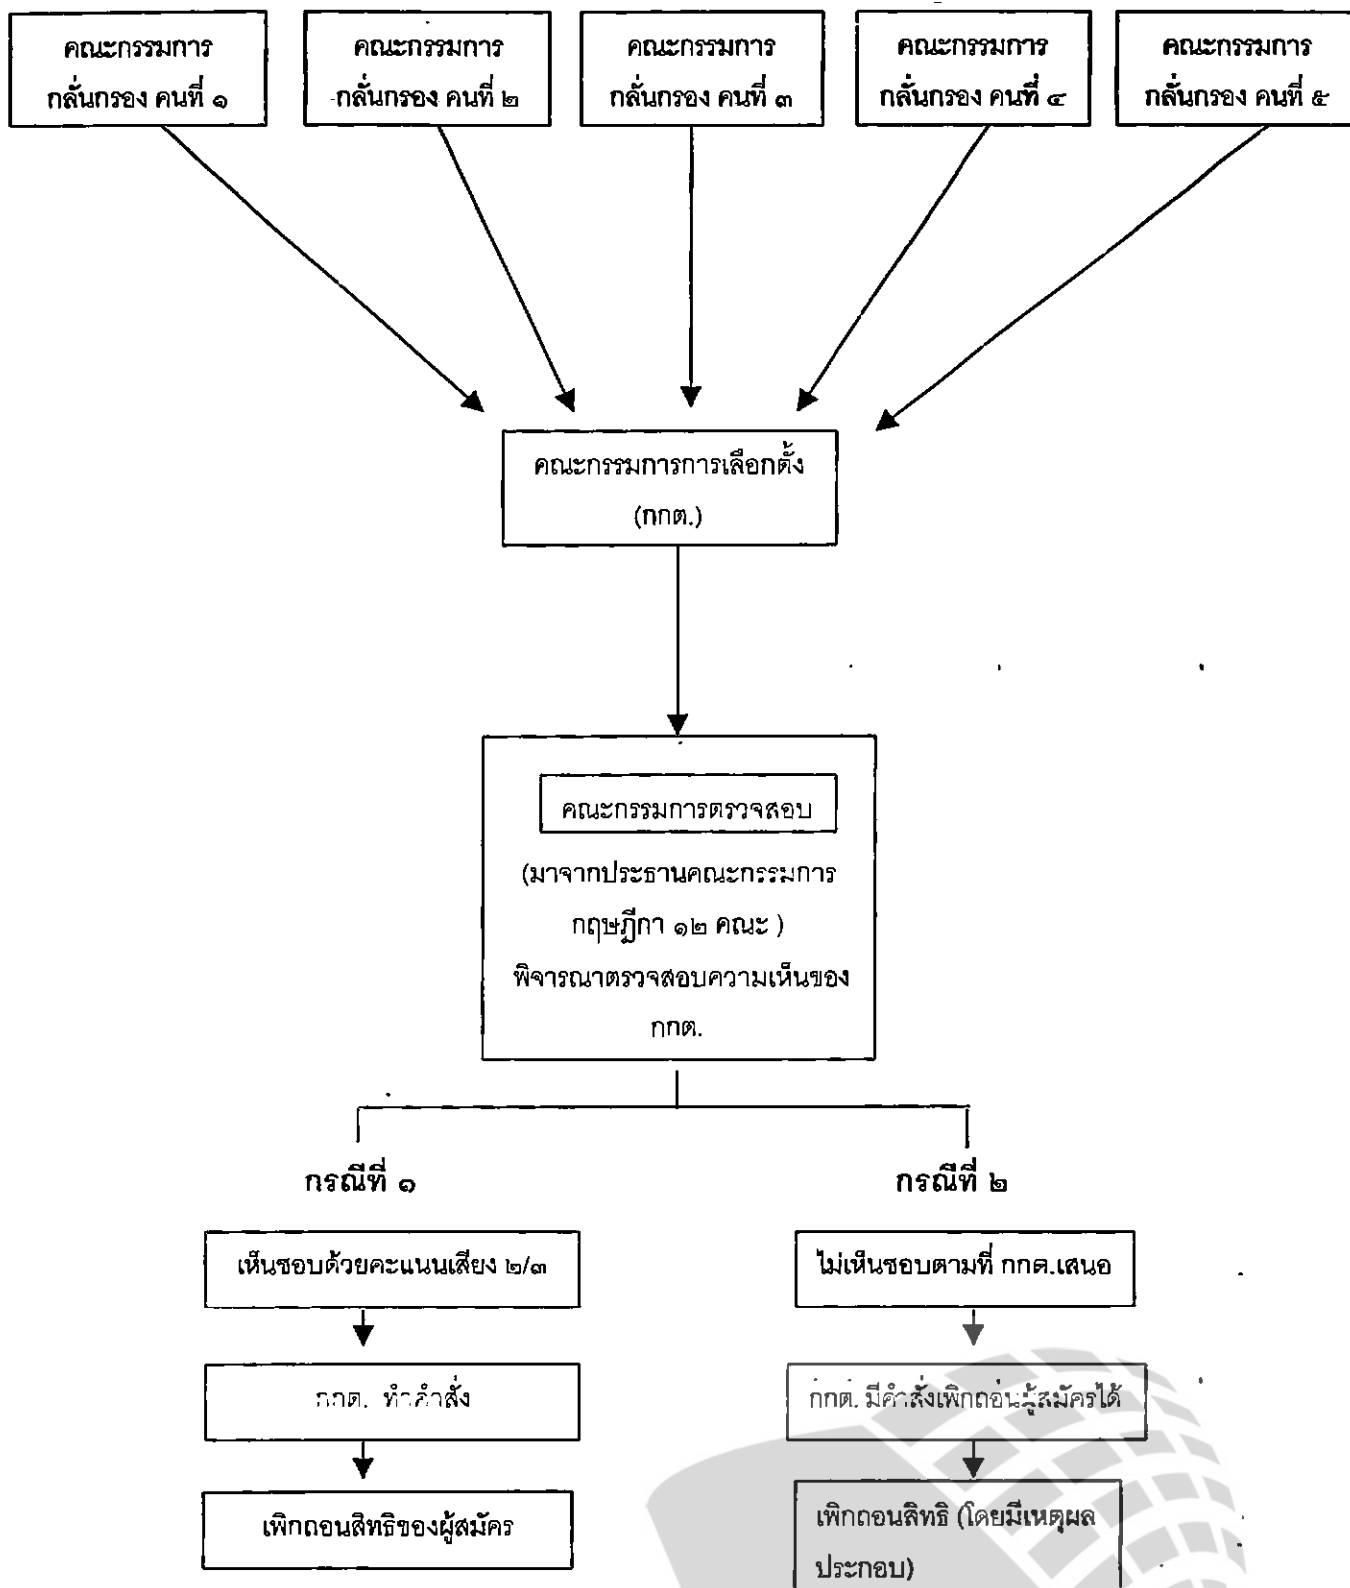 คณะกรรมการ
กลั่นกรอง คนที่ ๑
คณะกรรมการ
กลั่นกรอง คนที่ ๒
คณะกรรมการ
กลั่นกรอง คนที่ ๓
คณะกรรมการ
กลั่นกรอง คนที่ ๔
คณะกรรมการ
กลั่นกรอง คนที่ ๕
คณะกรรมการการเลือกตั้ง
(กกต.)
คณะกรรมการตรวจสอบ
(มาจากประธานคณะกรรมการ
กฤษฎีกา ๑๒ คณะ )
พิจารณาตรวจสอบความเห็นของ
กกต.
กรณีที่ ๑
เห็นชอบด้วยคะแนนเสียง ๒/๓
กกต. ทำคำสั่ง
เพิกถอนสิทธิของผู้สมัคร
กรณีที่ ๒
ไม่เห็นชอบตามที่ กกต.เสนอ
กกต. มีคำสั่งเพิกถอนผู้สมัครได้
เพิกถอนสิทธิ (โดยมีเหตุผล
ประกอบ)